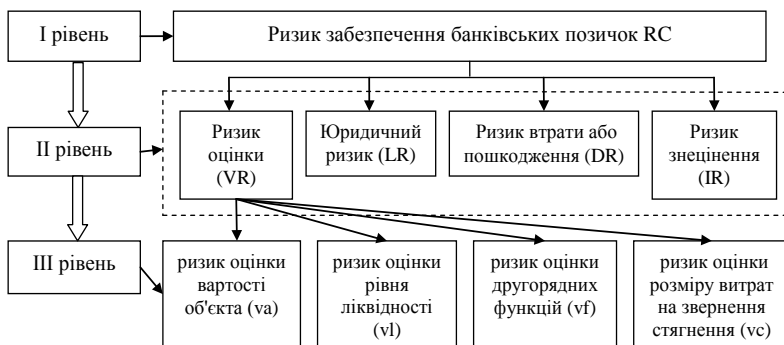 І рівень
Ризик забезпечення банківських позичок RC
ІІ рівень
Ризик
оцінки
(VR)
Юридичний
ризик (LR)
Ризик втрати або
пошкодження (DR)
Ризик
знецінення
(IR)
ІІІ рівень
ризик оцінки
вартості
об'єкта (va)
ризик оцінки
рівня
ліквідності
(vl)
ризик оцінки
другорядних
функцій (vf)
ризик оцінки
розміру витрат
на звернення
стягнення (vc)